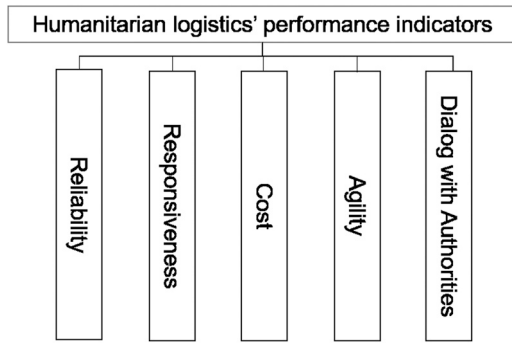 Humanitarian logistics’ performance indicators
Reliability
Responsiveness
Cost
Agility
Dialog with Authorities